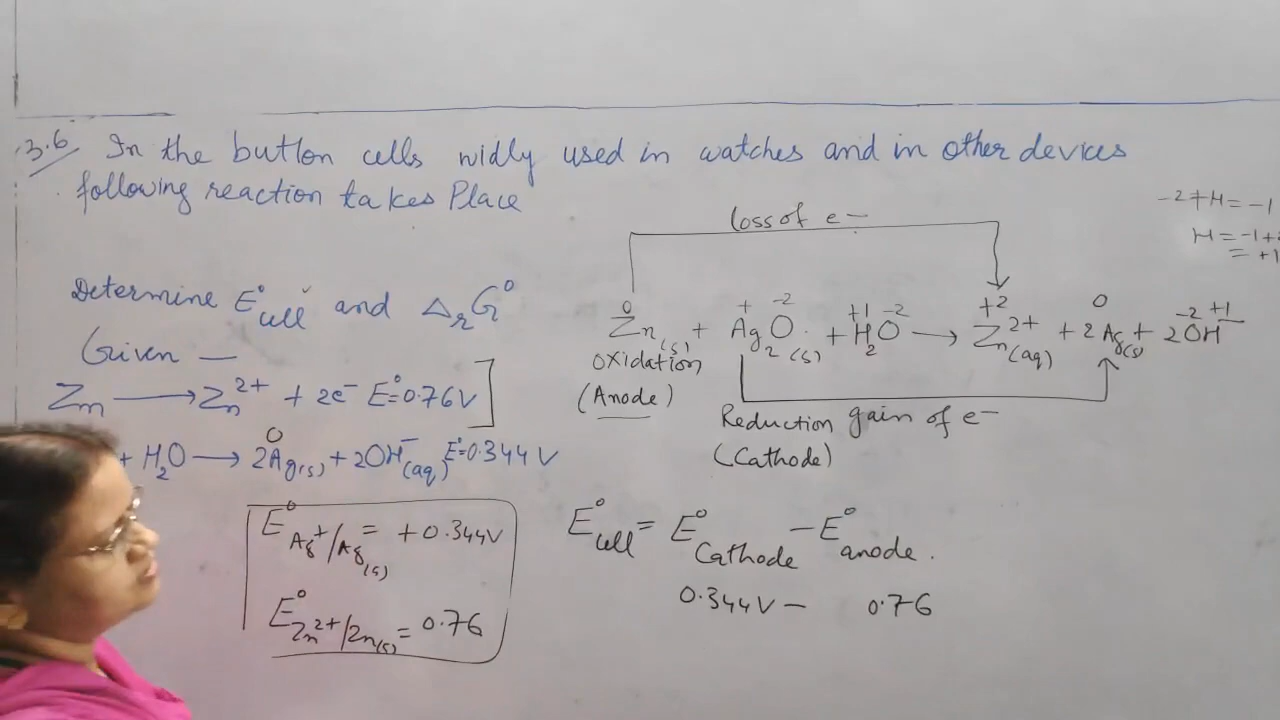 3.6 In the button cells widly used in watches and in other devices
following reaction takes Place
Determine E°cell and ΔrG°
Given —
Zn ⟶ Zn²⁺ + 2e⁻ E°=0.76V
+ H₂O ⟶ 2Ag(s) + 2OH⁻(aq) E°=0.344V
0
E°Ag⁺/Ag(s) = +0.344V
E°Zn²⁺/Zn(s) = 0.76
-2+H = -1
H = -1+2
= +1
loss of e-
0 + -2 +1 -2 +2 0 -2 +1
Zn(s) + Ag₂O(s) + H₂O ⟶ Zn²⁺(aq) + 2Ag(s) + 2OH⁻
Oxidation
(Anode)
Reduction gain of e-
(Cathode)
E°cell = E°Cathode - E°anode.
0.344V - 0.76